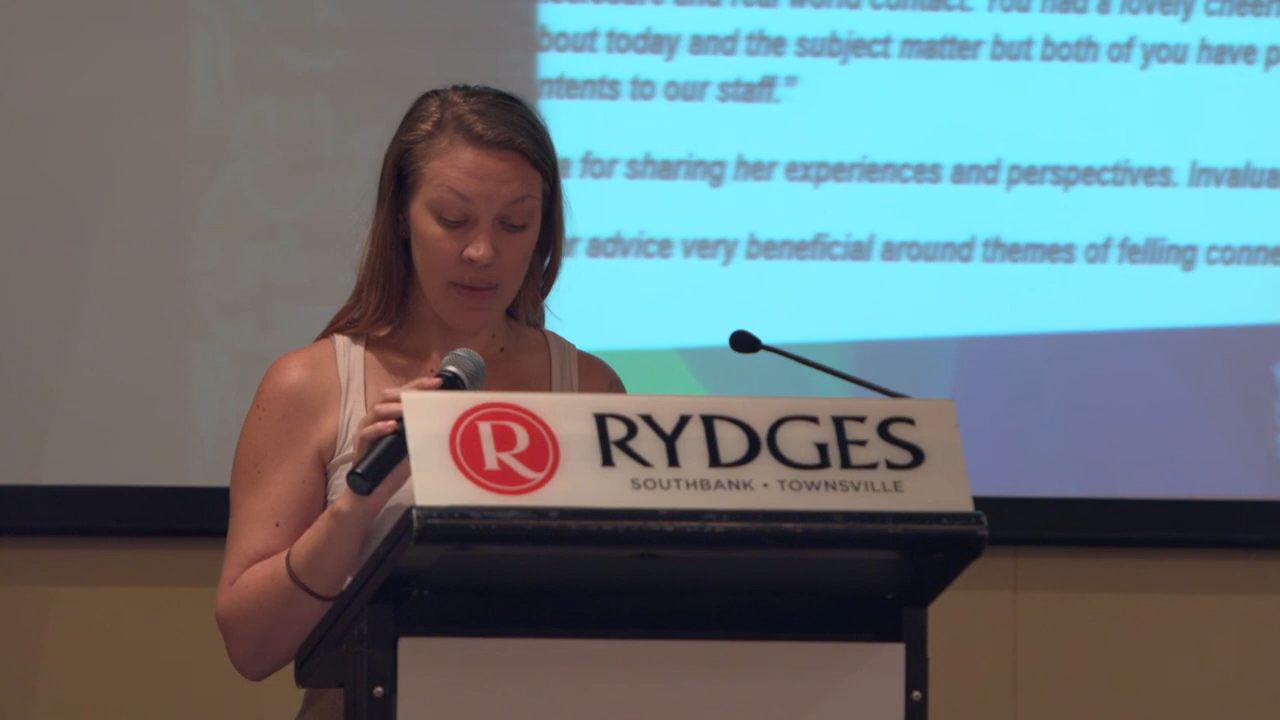 and real world contact. You had a lovely cheer
bout today and the subject matter but both of you have p
ntents to our staff."
e for sharing her experiences and perspectives. Invalua
r advice very beneficial around themes of felling conne
R RYDGES
SOUTHBANK • TOWNSVILLE